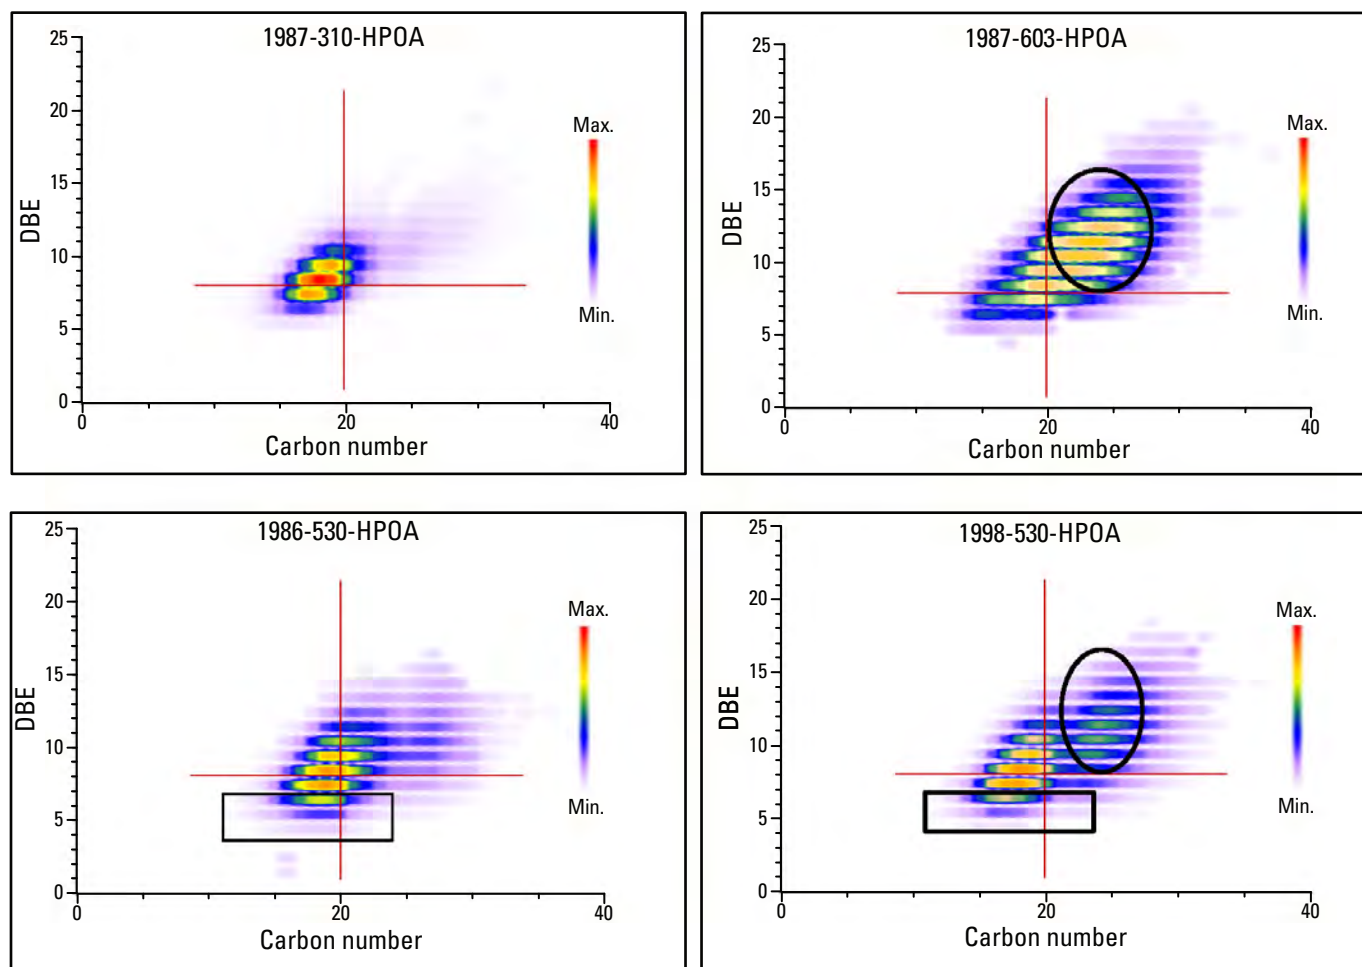 1987-310-HPOA
25
20
15
10
5
0
DBE
0
20
40
Carbon number
Max.
Min.
1987-603-HPOA
25
20
15
10
5
0
DBE
0
20
40
Carbon number
Max.
Min.
1986-530-HPOA
25
20
15
10
5
0
DBE
0
20
40
Carbon number
Max.
Min.
1998-530-HPOA
25
20
15
10
5
0
DBE
0
20
40
Carbon number
Max.
Min.